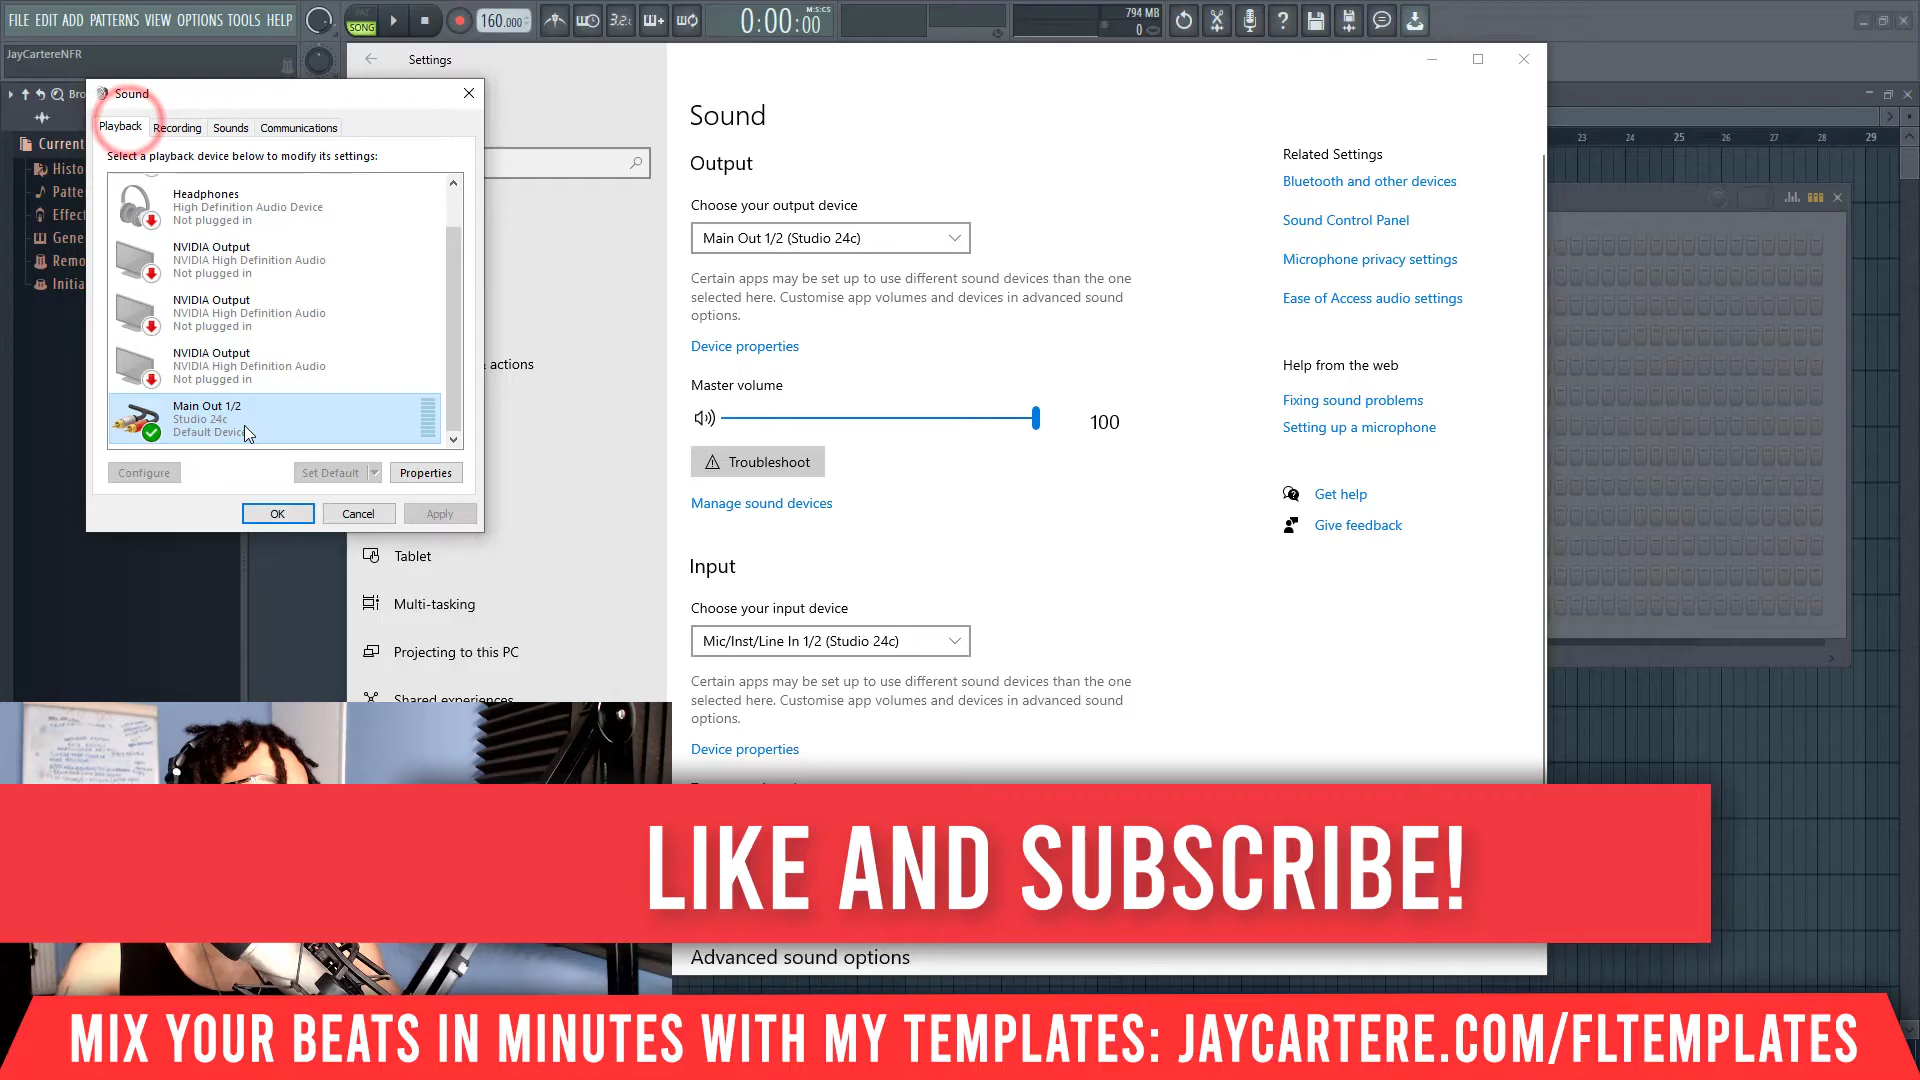 FILE EDIT ADD PATTERNS VIEW OPTIONS TOOLS HELP
PAT
SONG
160.000
3.2.
M:S:CS
0:00:00
794 MB
0
JayCartereNFR
Settings
Sound
Playback
Recording
Sounds
Communications
Select a playback device below to modify its settings:
Headphones
High Definition Audio Device
Not plugged in
NVIDIA Output
NVIDIA High Definition Audio
Not plugged in
NVIDIA Output
NVIDIA High Definition Audio
Not plugged in
NVIDIA Output
NVIDIA High Definition Audio
Not plugged in
Main Out 1/2
Studio 24c
Default Device
Configure
Set Default
Properties
OK
Cancel
Apply
Bro
Current
Histo
Patte
Effect
Gene
Remo
Initia
& actions
Tablet
Multi-tasking
Projecting to this PC
Shared experiences
Sound
Output
Choose your output device
Main Out 1/2 (Studio 24c)
Certain apps may be set up to use different sound devices than the one
selected here. Customise app volumes and devices in advanced sound
options.
Device properties
Master volume
100
Troubleshoot
Manage sound devices
Input
Choose your input device
Mic/Inst/Line In 1/2 (Studio 24c)
Certain apps may be set up to use different sound devices than the one
selected here. Customise app volumes and devices in advanced sound
options.
Device properties
Advanced sound options
Related Settings
Bluetooth and other devices
Sound Control Panel
Microphone privacy settings
Ease of Access audio settings
Help from the web
Fixing sound problems
Setting up a microphone
Get help
Give feedback
23 24 25 26 27 28 29
LIKE AND SUBSCRIBE!
MIX YOUR BEATS IN MINUTES WITH MY TEMPLATES: JAYCARTERE.COM/FLTEMPLATES